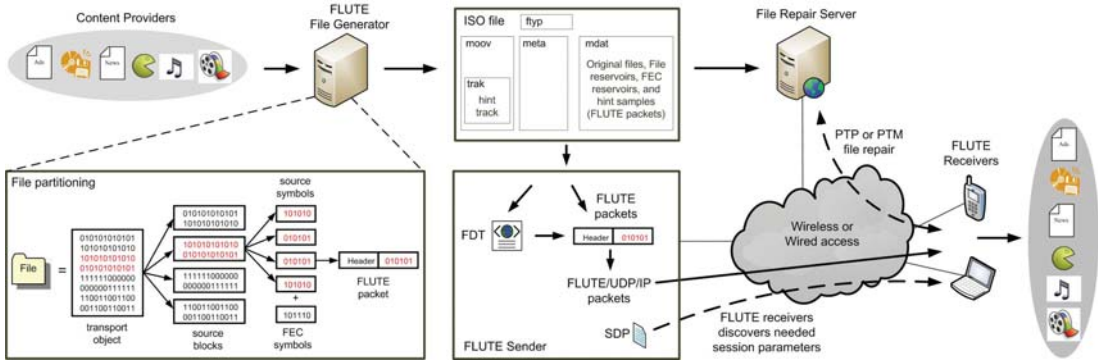 Content Providers
Ads
News
FLUTE
File Generator
ISO file
ftyp
moov
trak
hint
track
meta
mdat
Original files, File
reservoirs, FEC
reservoirs, and
hint samples
(FLUTE packets)
File Repair Server
PTP or PTM
file repair
FLUTE
Receivers
Ads
News
File partitioning
File
=
010101010101
101010101010
101010101010
010101010101
111111000000
000000111111
110011001100
001100110011
transport
object
010101010101
101010101010
101010101010
010101010101
111111000000
000000111111
110011001100
001100110011
source
blocks
source
symbols
101010
010101
010101
101010
+
101110
FEC
symbols
Header
010101
FLUTE
packet
FDT
FLUTE
packets
Header
010101
FLUTE/UDP/IP
packets
SDP
FLUTE Sender
Wireless or
Wired access
FLUTE receivers
discovers needed
session parameters